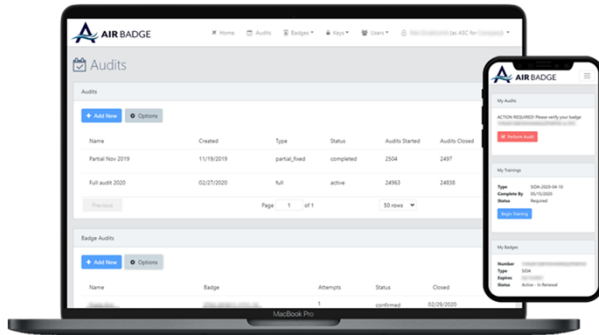 AIR BADGE
Home Audits Badges Keys Users (as ASC for
Audits
Audits
+ Add New Options
Name Created Type Status Audits Started Audits Closed
Partial Nov 2019 11/19/2019 partial_fixed completed 2504 2497
Full audit 2020 02/27/2020 full active 24963 24838
Previous Page 1 of 1 50 rows
Badge Audits
+ Add New Options
Name Badge Attempts Status Closed
1 confirmed 02/29/2020
MacBook Pro
AIR BADGE
My Audits
ACTION REQUIRED! Please verify your badge
Perform Audit
My Trainings
Type SIDA-2020-04-10
Complete By 05/15/2020
Status Required
Begin Training
My Badges
Number
Type SIDA
Expires
Status Active - In Renewal